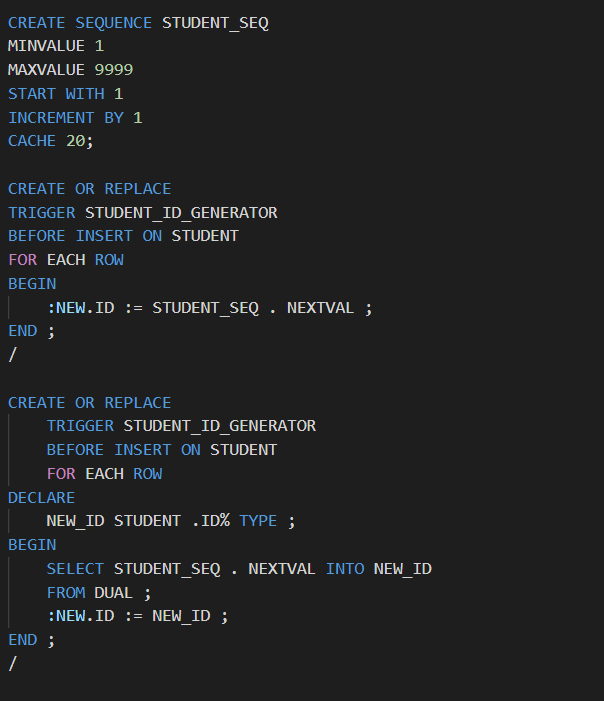 CREATE SEQUENCE STUDENT_SEQ
MINVALUE 1
MAXVALUE 9999
START WITH 1
INCREMENT BY 1
CACHE 20;

CREATE OR REPLACE
TRIGGER STUDENT_ID_GENERATOR
BEFORE INSERT ON STUDENT
FOR EACH ROW
BEGIN
    :NEW.ID := STUDENT_SEQ . NEXTVAL ;
END ;
/

CREATE OR REPLACE
    TRIGGER STUDENT_ID_GENERATOR
    BEFORE INSERT ON STUDENT
    FOR EACH ROW
DECLARE
    NEW_ID STUDENT .ID% TYPE ;
BEGIN
    SELECT STUDENT_SEQ . NEXTVAL INTO NEW_ID
    FROM DUAL ;
    :NEW.ID := NEW_ID ;
END ;
/